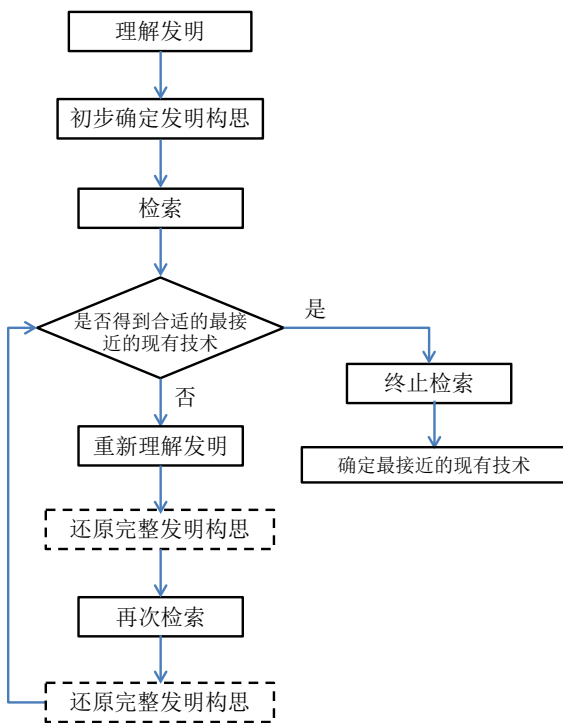 理解发明
初步确定发明构思
检索
是否得到合适的最接
近的现有技术
是
终止检索
否
重新理解发明
确定最接近的现有技术
还原完整发明构思
再次检索
还原完整发明构思